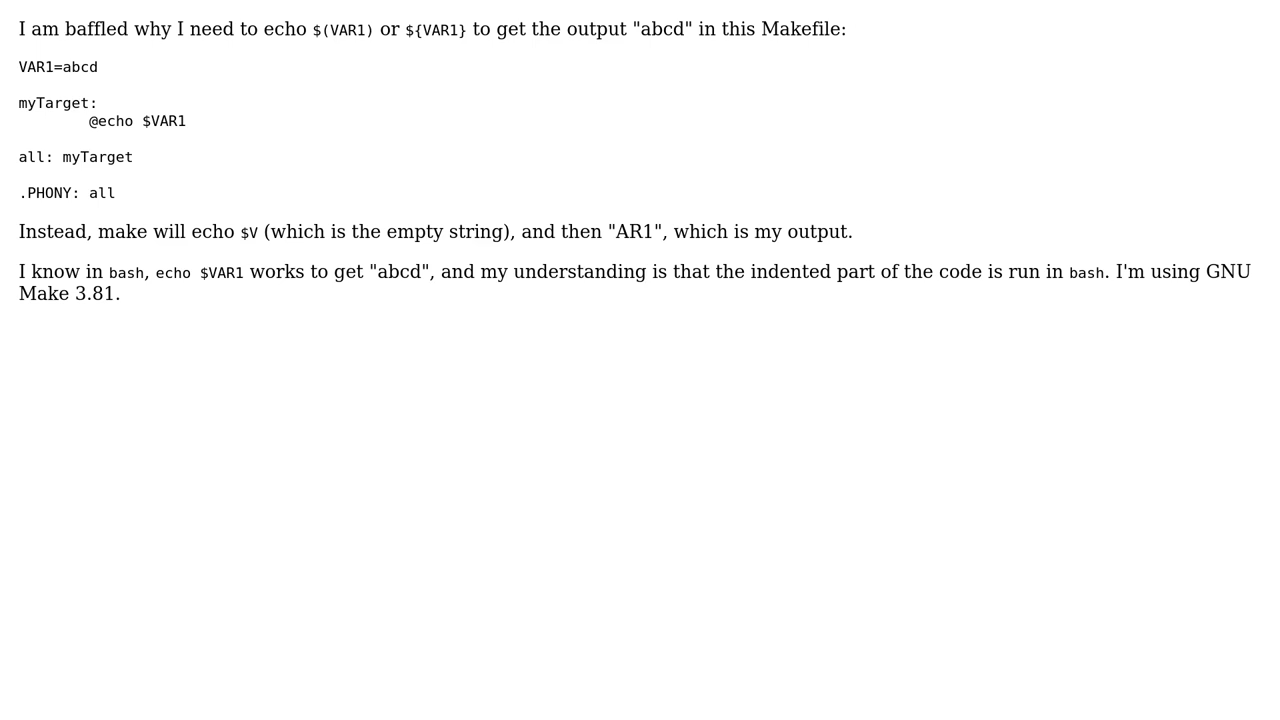 I am baffled why I need to echo $(VAR1) or ${VAR1} to get the output "abcd" in this Makefile:
VAR1=abcd
myTarget:
        @echo $VAR1
all: myTarget
.PHONY: all
Instead, make will echo $V (which is the empty string), and then "AR1", which is my output.
I know in bash, echo $VAR1 works to get "abcd", and my understanding is that the indented part of the code is run in bash. I'm using GNU
Make 3.81.